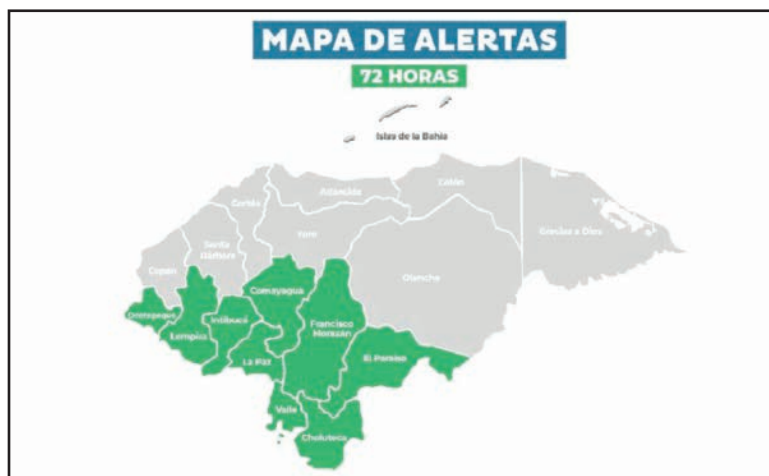 MAPA DE ALERTAS
72 HORAS
Islas de la Bahía
Atlántida
Colón
Cortés
Gracias a Dios
Yoro
Santa
Bárbara
Copán
Olancho
Comayagua
Ocotepeque
Intibucá
Francisco
Morazán
Lempira
La Paz
El Paraíso
Valle
Choluteca